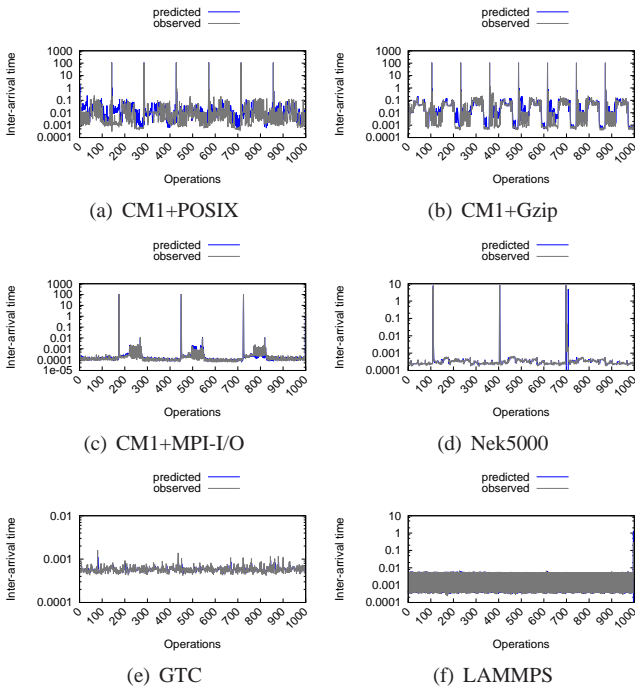 predicted
observed
1000
100
10
1
0.1
0.01
0.001
0.0001
Inter-arrival time
0 100 200 300 400 500 600 700 800 900 1000
Operations
(a) CM1+POSIX
predicted
observed
1000
100
10
1
0.1
0.01
0.001
0.0001
Inter-arrival time
0 100 200 300 400 500 600 700 800 900 1000
Operations
(b) CM1+Gzip
predicted
observed
1000
100
10
1
0.1
0.01
0.001
0.0001
1e-05
Inter-arrival time
0 100 200 300 400 500 600 700 800 900 1000
Operations
(c) CM1+MPI-I/O
predicted
observed
10
1
0.1
0.01
0.001
0.0001
Inter-arrival time
0 100 200 300 400 500 600 700 800 900 1000
Operations
(d) Nek5000
predicted
observed
0.01
0.001
0.0001
Inter-arrival time
0 100 200 300 400 500 600 700 800 900 1000
Operations
(e) GTC
predicted
observed
10
1
0.1
0.01
0.001
0.0001
Inter-arrival time
0 100 200 300 400 500 600 700 800 900 1000
Operations
(f) LAMMPS